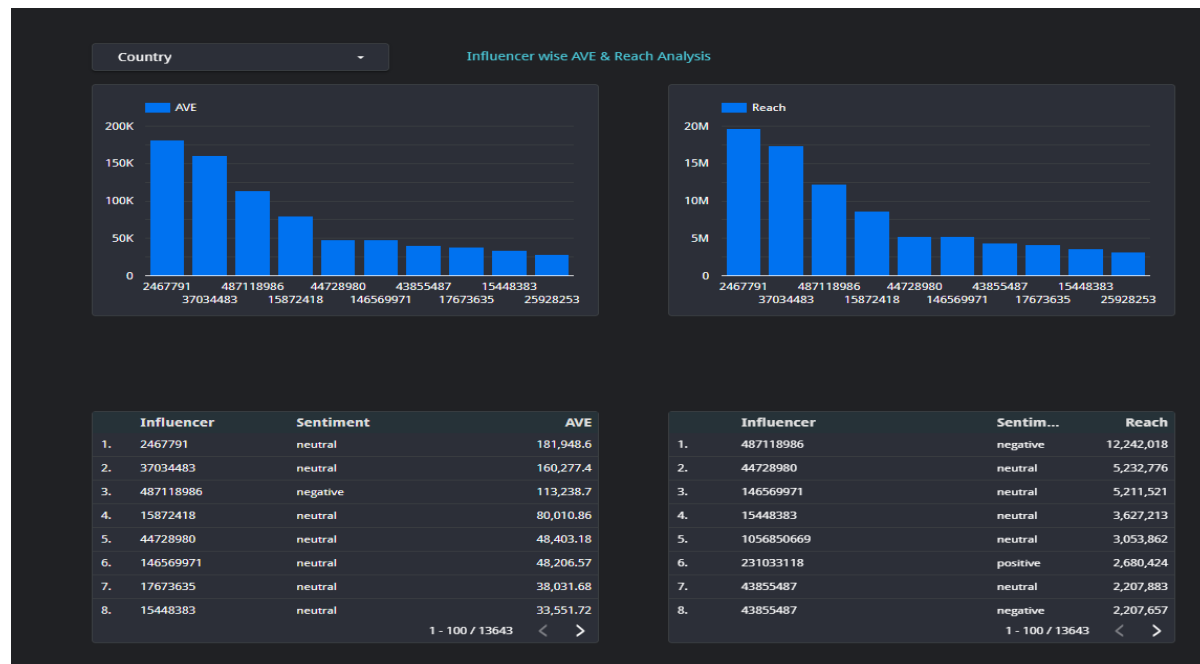 Country
Influencer wise AVE & Reach Analysis
AVE
200K
150K
100K
50K
0
2467791 487118986 44728980 43855487 15448383
37034483 15872418 146569971 17673635 25928253
Reach
20M
15M
10M
5M
0
2467791 487118986 44728980 43855487 15448383
37034483 15872418 146569971 17673635 25928253
Influencer Sentiment AVE
1. 2467791 neutral 181,948.6
2. 37034483 neutral 160,277.4
3. 487118986 negative 113,238.7
4. 15872418 neutral 80,010.86
5. 44728980 neutral 48,403.18
6. 146569971 neutral 48,206.57
7. 17673635 neutral 38,031.68
8. 15448383 neutral 33,551.72
1 - 100 / 13643
Influencer Sentim... Reach
1. 487118986 negative 12,242,018
2. 44728980 neutral 5,232,776
3. 146569971 neutral 5,211,521
4. 15448383 neutral 3,627,213
5. 1056850669 neutral 3,053,862
6. 231033118 positive 2,680,424
7. 43855487 neutral 2,207,883
8. 43855487 negative 2,207,657
1 - 100 / 13643